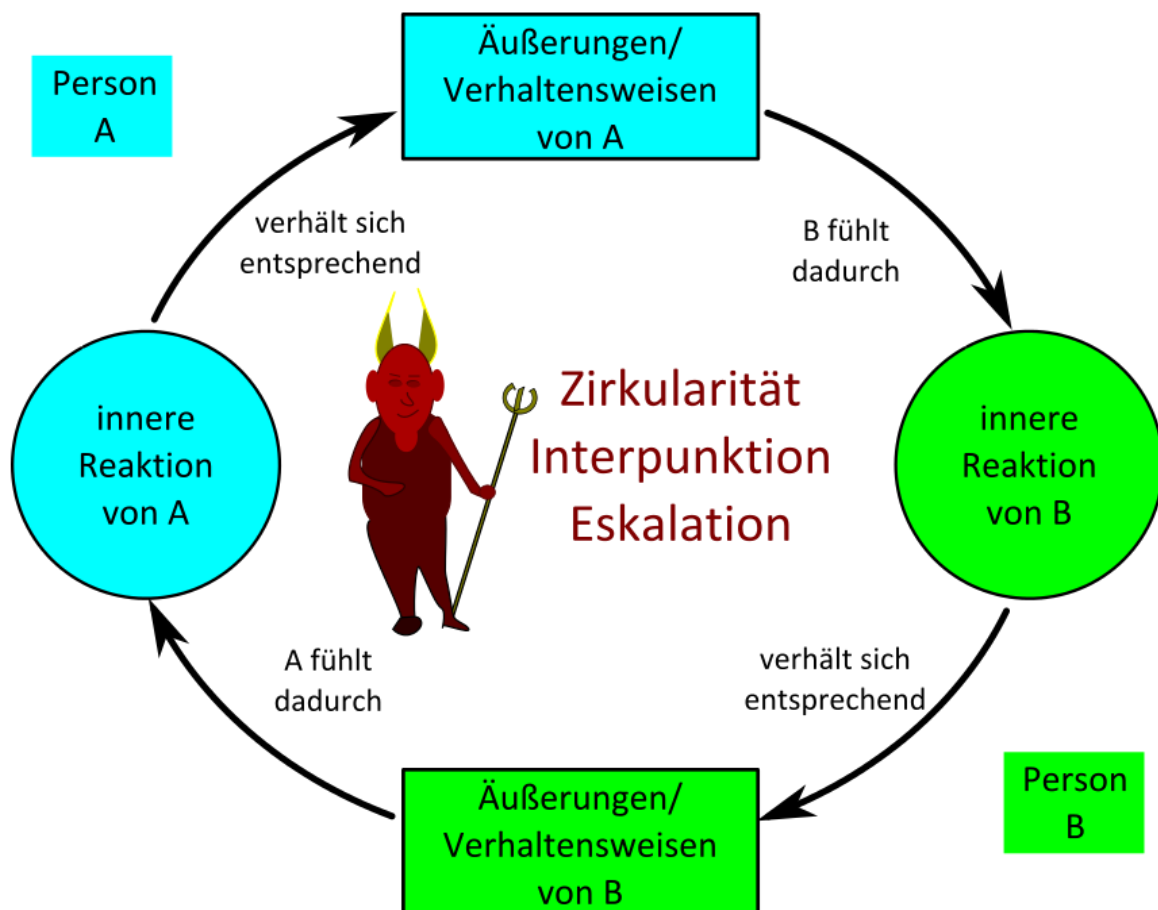 Person
A
Äußerungen/
Verhaltensweisen
von A
verhält sich
entsprechend
B fühlt
dadurch
innere
Reaktion
von A
Zirkularität
Interpunktion
Eskalation
innere
Reaktion
von B
A fühlt
dadurch
verhält sich
entsprechend
Äußerungen/
Verhaltensweisen
von B
Person
B